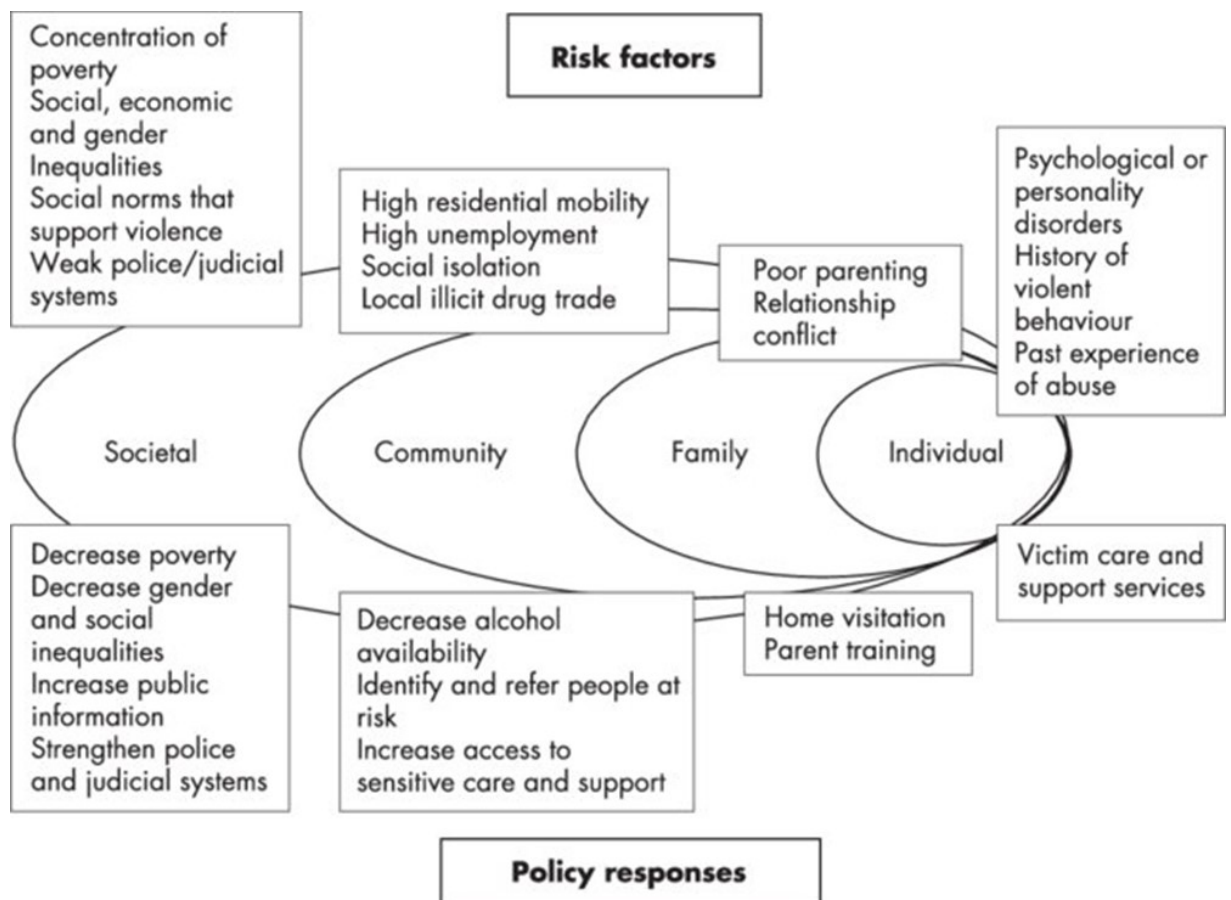 Risk factors
Concentration of
poverty
Social, economic
and gender
Inequalities
Social norms that
support violence
Weak police/judicial
systems
High residential mobility
High unemployment
Social isolation
Local illicit drug trade
Poor parenting
Relationship
conflict
Psychological or
personality
disorders
History of
violent
behaviour
Past experience
of abuse
Societal
Community
Family
Individual
Decrease poverty
Decrease gender
and social
inequalities
Increase public
information
Strengthen police
and judicial systems
Decrease alcohol
availability
Identify and refer people at
risk
Increase access to
sensitive care and support
Home visitation
Parent training
Victim care and
support services
Policy responses